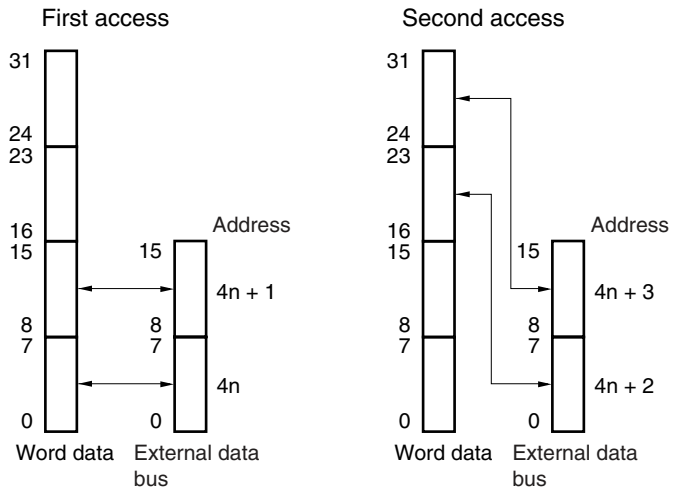 First access
31
24
23
16
15
8
7
0
Word data
Address
15
4n + 1
8
7
4n
0
External data
bus
Second access
31
24
23
16
15
8
7
0
Word data
Address
15
4n + 3
8
7
4n + 2
0
External data
bus